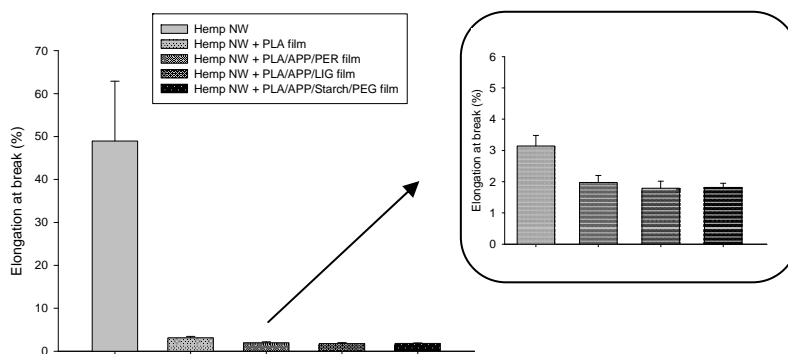 Elongation at break (%)
70
60
50
40
30
20
10
0
Hemp NW
Hemp NW + PLA film
Hemp NW + PLA/APP/PER film
Hemp NW + PLA/APP/LIG film
Hemp NW + PLA/APP/Starch/PEG film
Elongation at break (%)
6
5
4
3
2
1
0